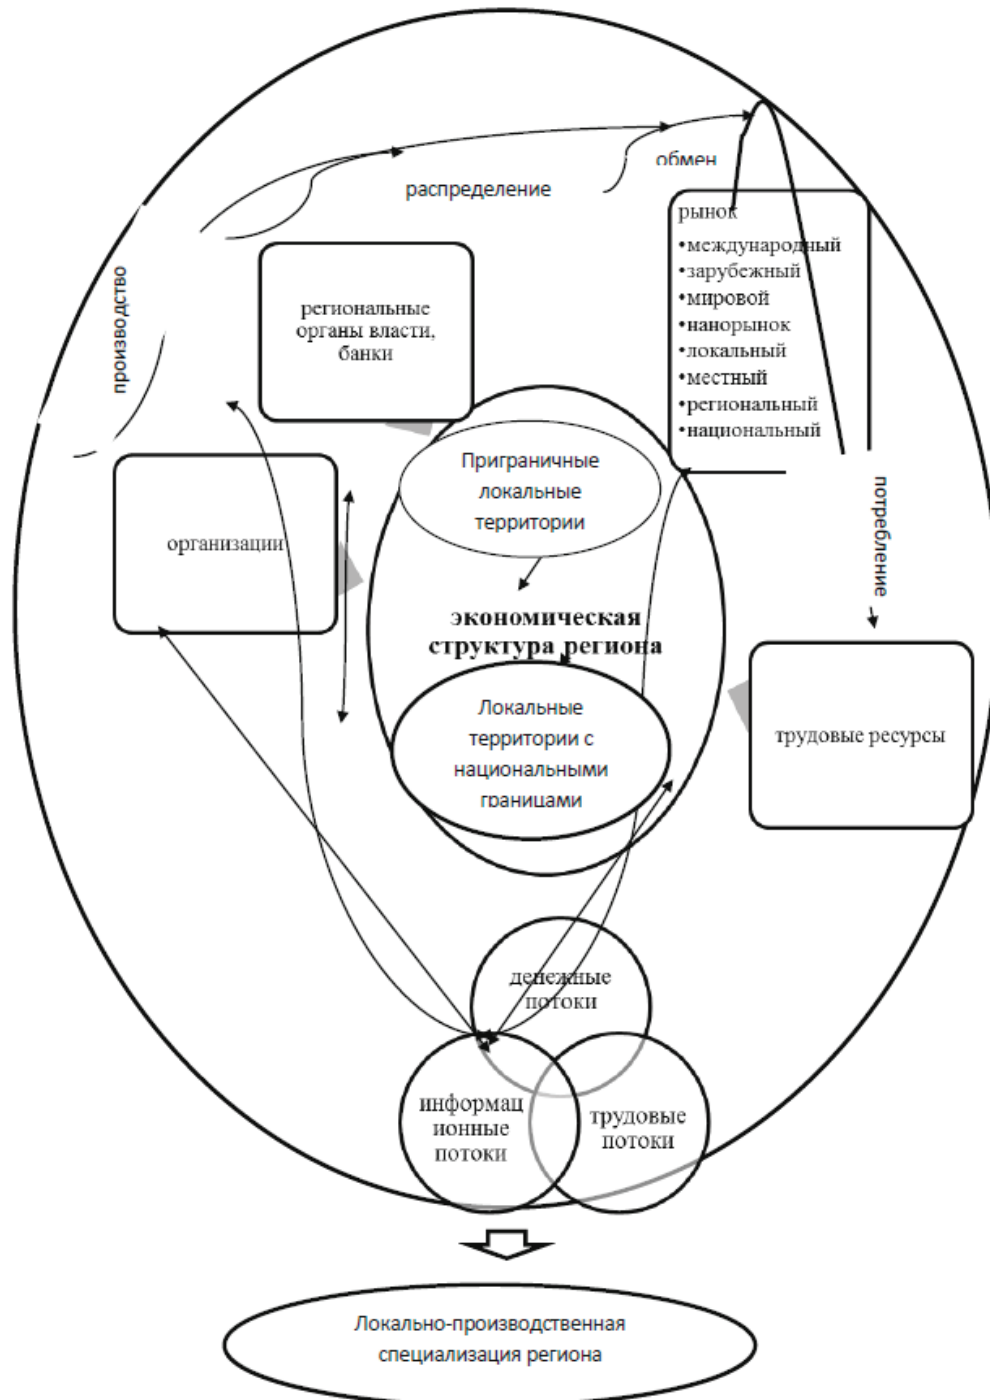 обмен
распределение
производство
рынок
•международный
•зарубежный
•мировой
•нанорынок
•локальный
•местный
•региональный
•национальный
региональные
органы власти,
банки
Приграничные
локальные
территории
организации
потребление
экономическая
структура региона
Локальные
территории с
национальными
границами
трудовые ресурсы
денежные
потоки
информац
ионные
потоки
трудовые
потоки
Локально-производственная
специализация региона